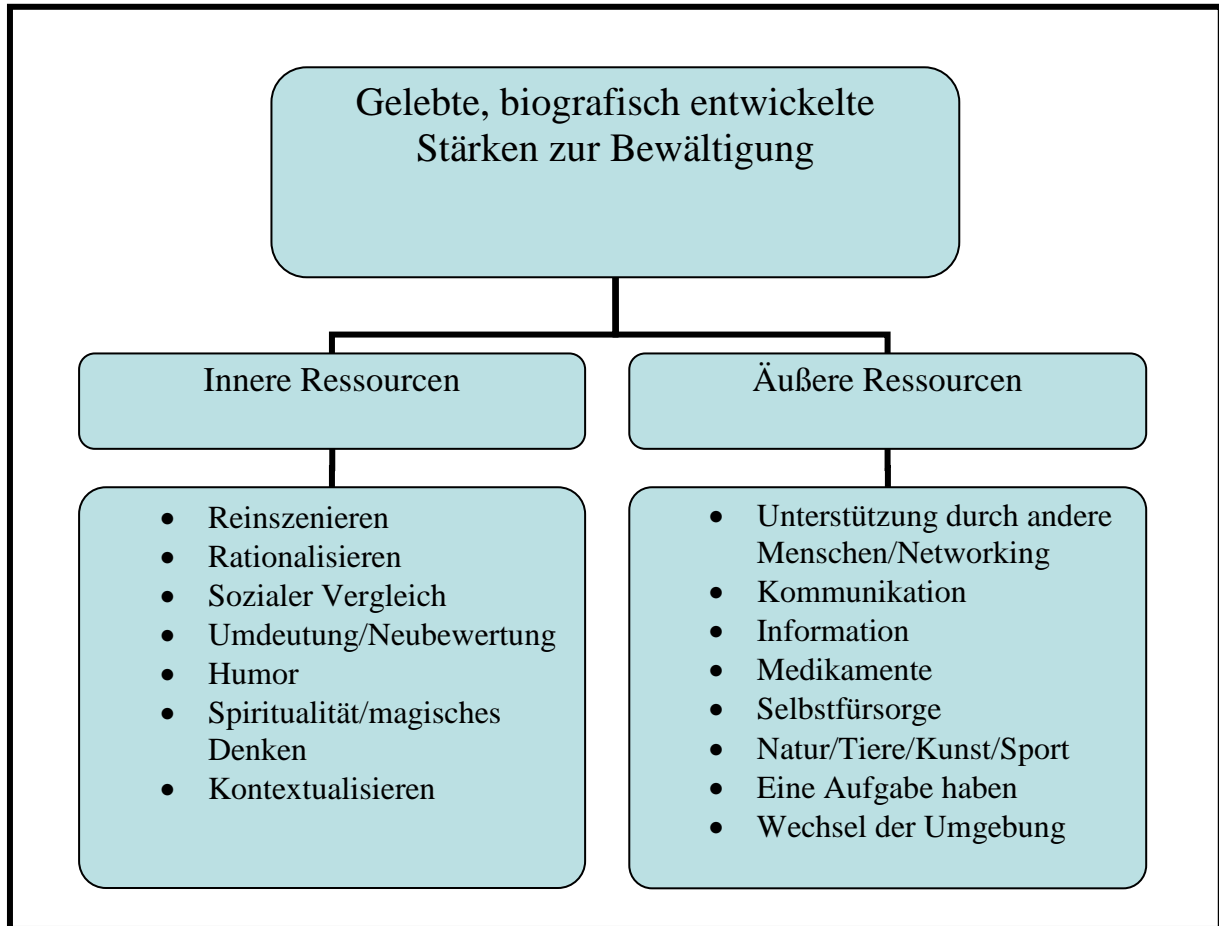 Gelebte, biografisch entwickelte
Stärken zur Bewältigung
Innere Ressourcen
• Reinszenieren
• Rationalisieren
• Sozialer Vergleich
• Umdeutung/Neubewertung
• Humor
• Spiritualität/magisches
Denken
• Kontextualisieren
Äußere Ressourcen
• Unterstützung durch andere
Menschen/Networking
• Kommunikation
• Information
• Medikamente
• Selbstfürsorge
• Natur/Tiere/Kunst/Sport
• Eine Aufgabe haben
• Wechsel der Umgebung